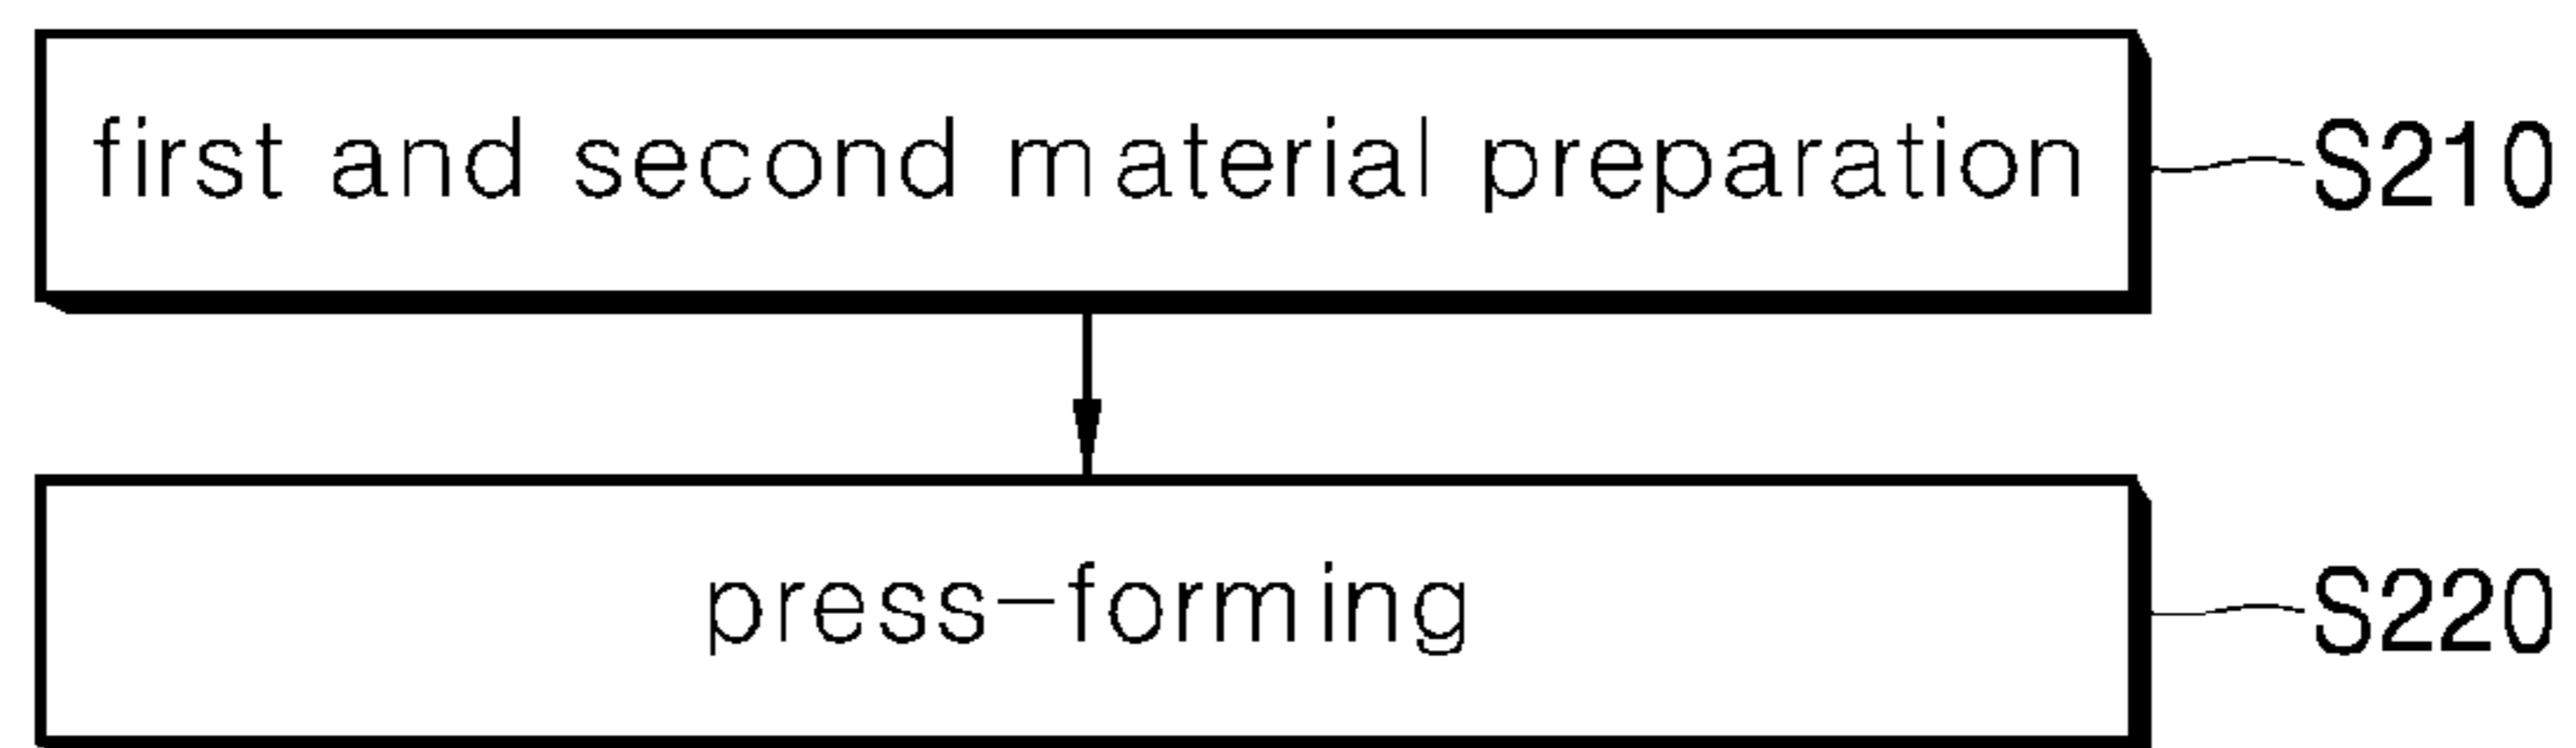 first and second material preparation S210
press-forming S220